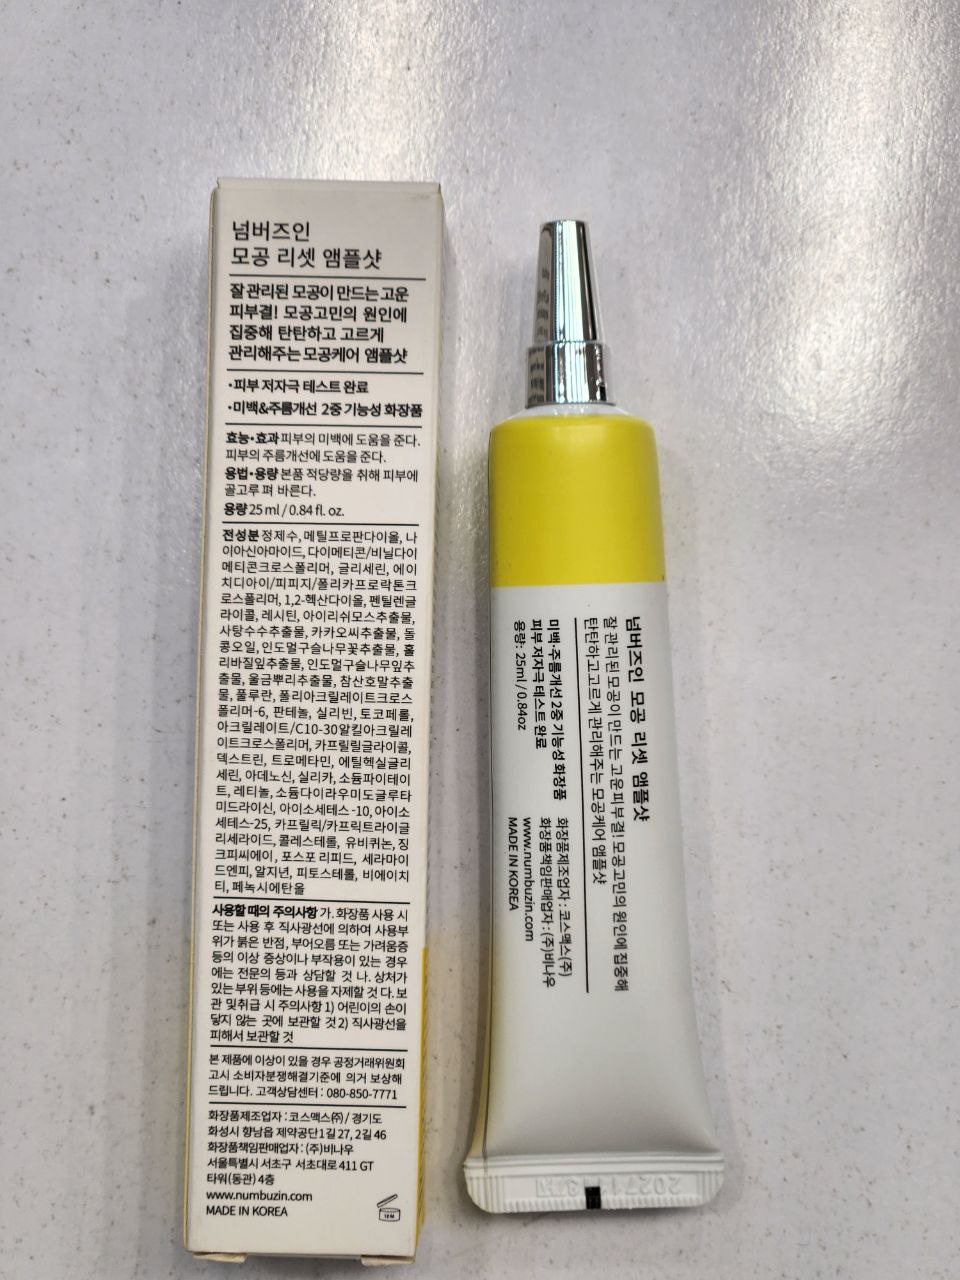 넘버즈인
모공 리셋 앰플샷
잘 관리된 모공이 만드는 고운
피부결! 모공고민의 원인에
집중해 탄탄하고 고르게
관리해주는 모공케어 앰플샷
•피부 저자극 테스트 완료
•미백&주름개선 2중 기능성 화장품
효능•효과 피부의 미백에 도움을 준다.
피부의 주름개선에 도움을 준다.
용법•용량 본품 적당량을 취해 피부에
골고루 펴 바른다.
용량 25 ml / 0.84 fl. oz.
전성분 정제수, 메틸프로판다이올, 나
이아신아마이드, 다이메티콘/비닐다이
메티콘크로스폴리머, 글리세린, 에이
치디아이/피피지/폴리카프로락톤크
로스폴리머, 1,2-헥산다이올, 펜틸렌글
라이콜, 레시틴, 아이리쉬모스추출물,
사탕수수추출물, 카카오씨추출물, 돌
콩오일, 인도멀구슬나무꽃추출물, 홀
리바질잎추출물, 인도멀구슬나무잎추
출물, 울금뿌리추출물, 참산호말추출
물, 풀루란, 폴리아크릴레이트크로스
폴리머-6, 판테놀, 실리빈, 토코페롤,
아크릴레이트/C10-30알킬아크릴레
이트크로스폴리머, 카프릴릴글라이콜,
덱스트린, 트로메타민, 에틸헥실글리
세린, 아데노신, 실리카, 소듐파이테이
트, 레티놀, 소듐다이라우라미도글루타
미드라이신, 아이소세테스-10, 아이소
세테스-25, 카프릴릭/카프릭트라이글
리세라이드, 콜레스테롤, 유비퀴논, 징
크피씨에이, 포스포리피드, 세라마이
드엔피, 알지닌, 피토스테롤, 비에이치
티, 페녹시에탄올
사용할 때의 주의사항 가. 화장품 사용 시
또는 사용 후 직사광선에 의하여 사용부
위가 붉은 반점, 부어오름 또는 가려움증
등의 이상 증상이나 부작용이 있는 경우
에는 전문의 등과 상담할 것 나. 상처가
있는 부위 등에는 사용을 자제할 것 다. 보
관 및 취급 시 주의사항 1) 어린이의 손이
닿지 않는 곳에 보관할 것 2) 직사광선을
피해서 보관할 것
본 제품에 이상이 있을 경우 공정거래위원회
고시 소비자분쟁해결기준에 의거 보상해
드립니다. 고객상담센터 : 080-850-7771
화장품제조업자 : 코스맥스㈜ / 경기도
화성시 향남읍 제약공단1길 27, 2길 46
화장품책임판매업자 : (주)비나우
서울특별시 서초구 서초대로 411 GT
타워(동관) 4층
www.numbuzin.com
MADE IN KOREA
12 M
넘버즈인 모공 리셋 앰플샷
잘 관리된 모공이 만드는 고운 피부결! 모공고민의 원인에 집중해
탄탄하고 고르게 관리해주는 모공케어 앰플샷
미백·주름개선 2중 기능성 화장품
피부 저자극 테스트 완료
용량: 25ml / 0.84oz
화장품제조업자 : 코스맥스(주)
화장품책임판매업자 : (주)비나우
www.numbuzin.com
MADE IN KOREA